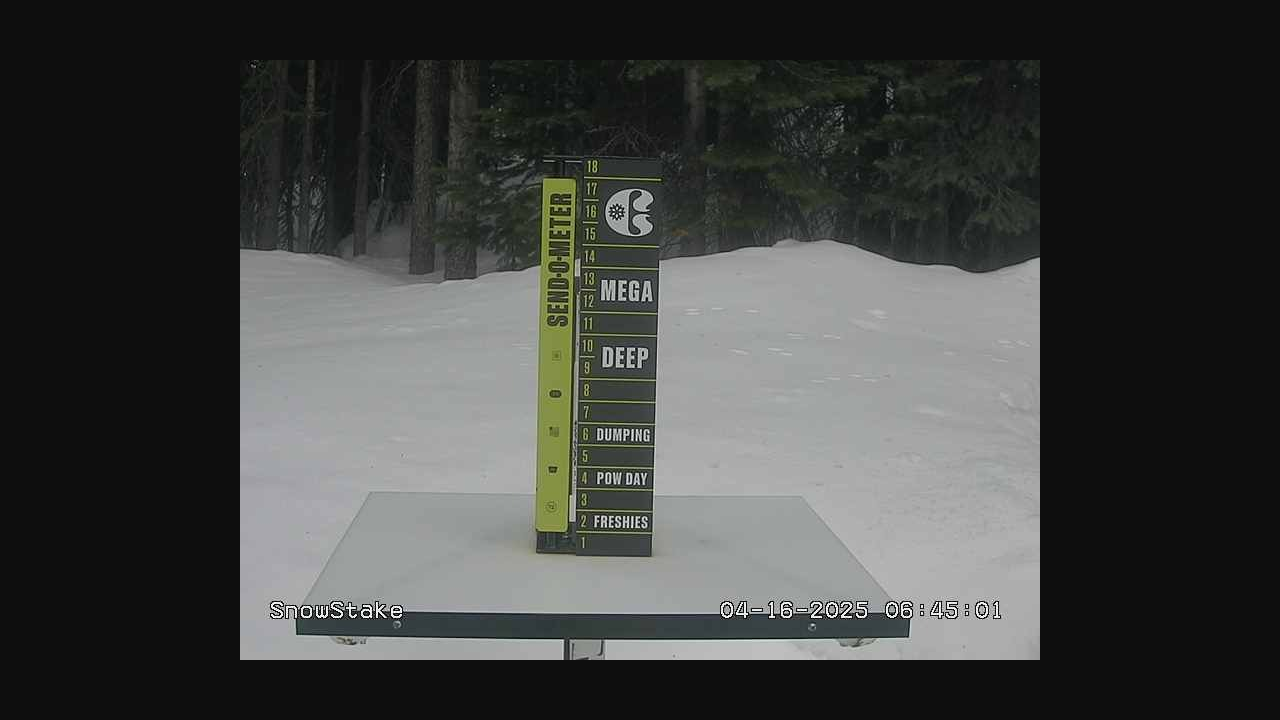 18
17
16
15
14
13
MEGA
12
11
10
DEEP
9
8
7
6 DUMPING
5
4 POW DAY
3
2 FRESHIES
1
SEND-O-METER
SnowStake
04-16-2025 06:45:01